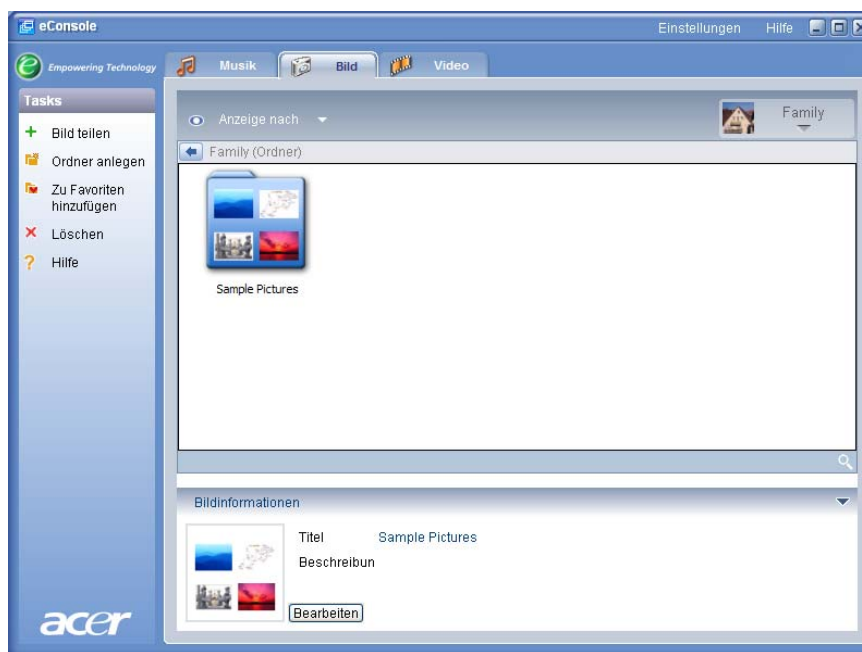 eConsole
Einstellungen Hilfe
Empowering Technology
Musik Bild Video
Tasks
Bild teilen
Ordner anlegen
Zu Favoriten
hinzufügen
Löschen
Hilfe
Anzeige nach
Family
Family (Ordner)
Sample Pictures
Bildinformationen
Titel Sample Pictures
Beschreibun
Bearbeiten
acer